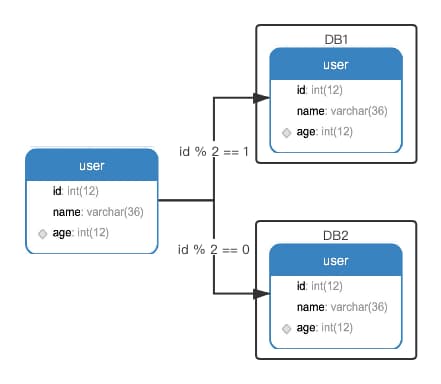 DB1
user
id: int(12)
name: varchar(36)
age: int(12)
id % 2 == 1
user
id: int(12)
name: varchar(36)
age: int(12)
id % 2 == 0
DB2
user
id: int(12)
name: varchar(36)
age: int(12)